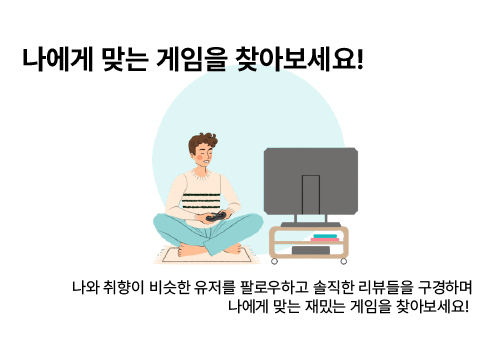 나에게 맞는 게임을 찾아보세요!
나와 취향이 비슷한 유저를 팔로우하고 솔직한 리뷰들을 구경하며
나에게 맞는 재밌는 게임을 찾아보세요!